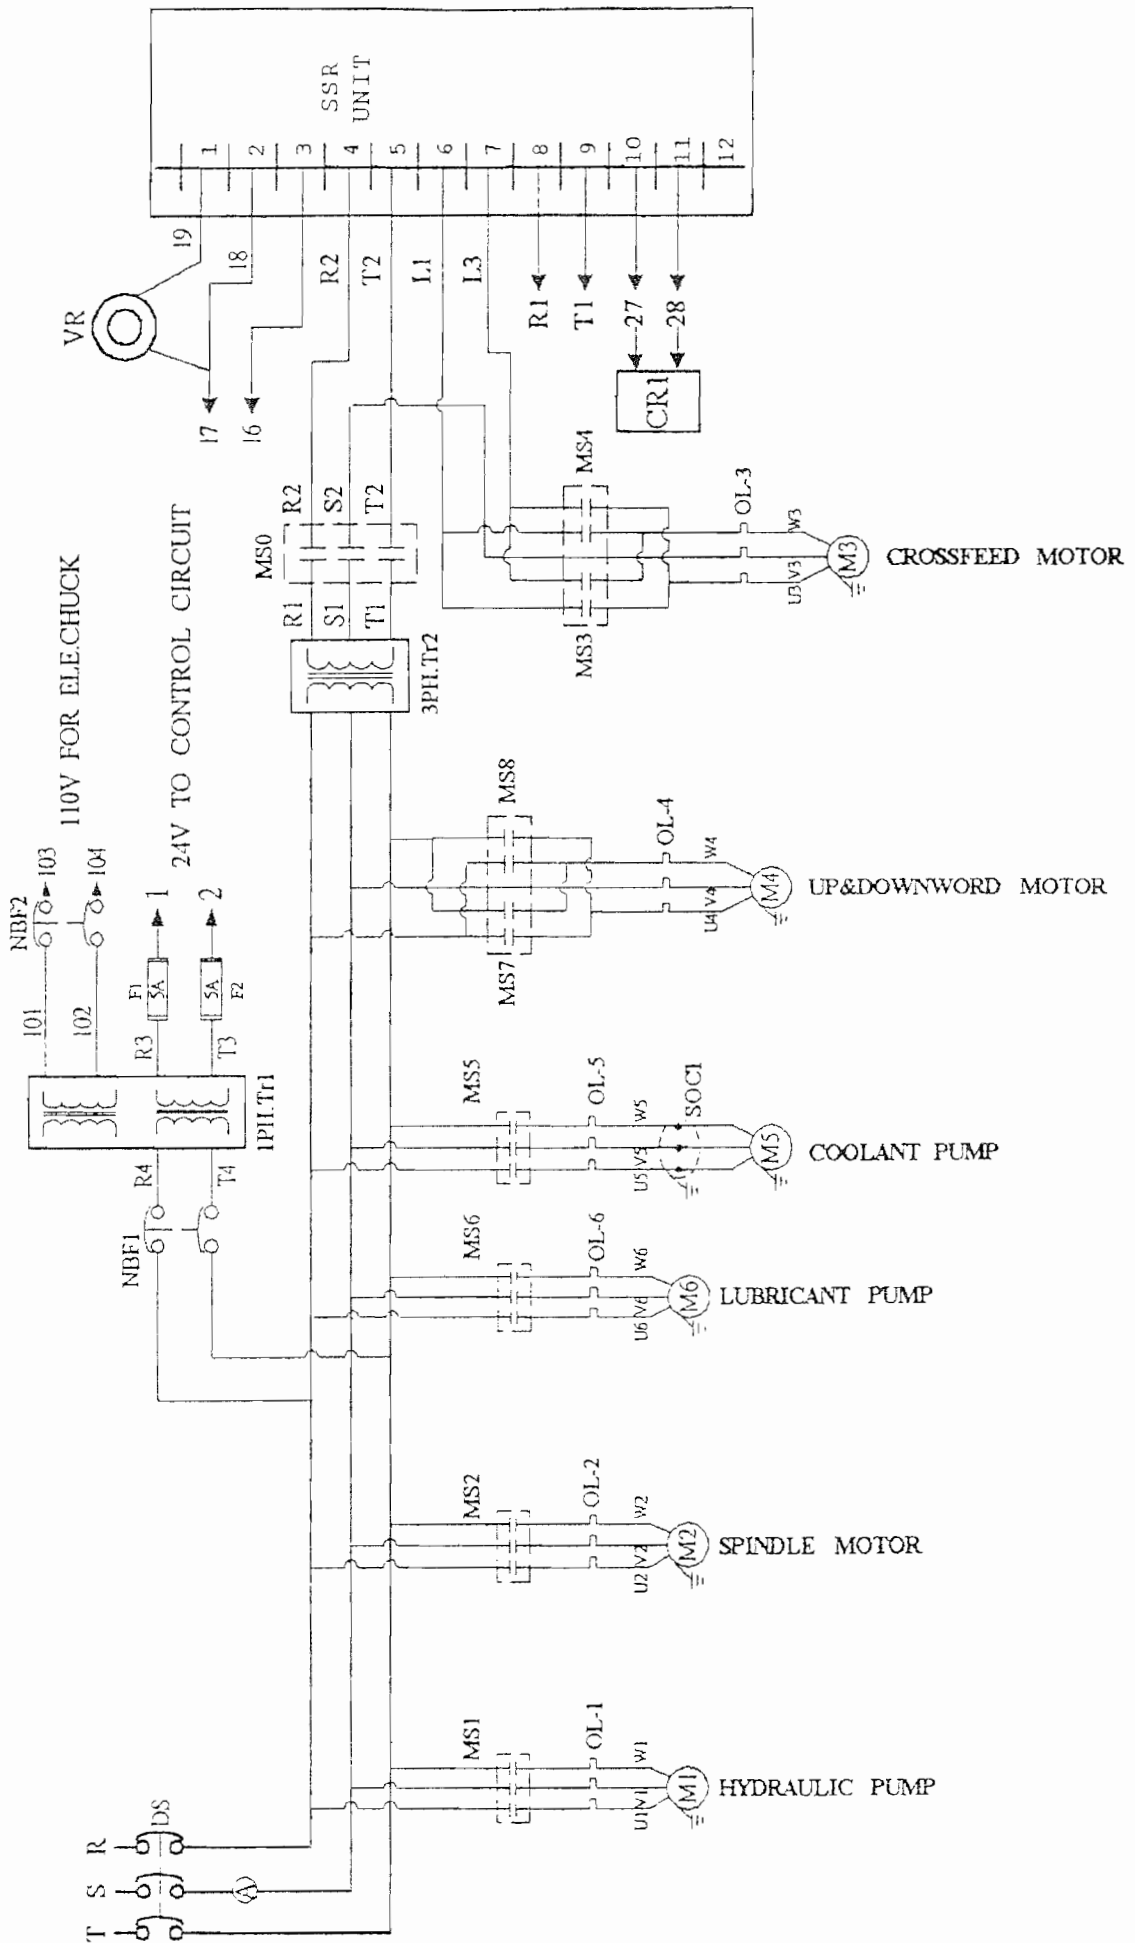 SSR
UNIT
1
2
3
4
5
6
7
8
9
10
11
12
19
18
VR
17
16
R2
T2
L1
L3
R1
T1
27
28
CR1
110V FOR ELE.CHUCK
24V TO CONTROL CIRCUIT
NBF2
103
104
1
2
101
102
F1
5A
5A
F2
R3
T3
1PH.Tr1
R4
T4
NBF1
MS0
R2
S2
T2
R1
S1
T1
3PH.Tr2
MS4
MS3
OL-3
U3
V3
W3
M3
CROSSFEED MOTOR
MS8
MS7
OL-4
U4
V4
W4
M4
UP&DOWNWORD MOTOR
MS5
OL-5
U5
V5
W5
SOC1
M5
COOLANT PUMP
MS6
OL-6
U6
V6
W6
M6
LUBRICANT PUMP
MS2
OL-2
U2
V2
W2
M2
SPINDLE MOTOR
MS1
OL-1
U1
V1
W1
M1
HYDRAULIC PUMP
R
S
T
DS
A